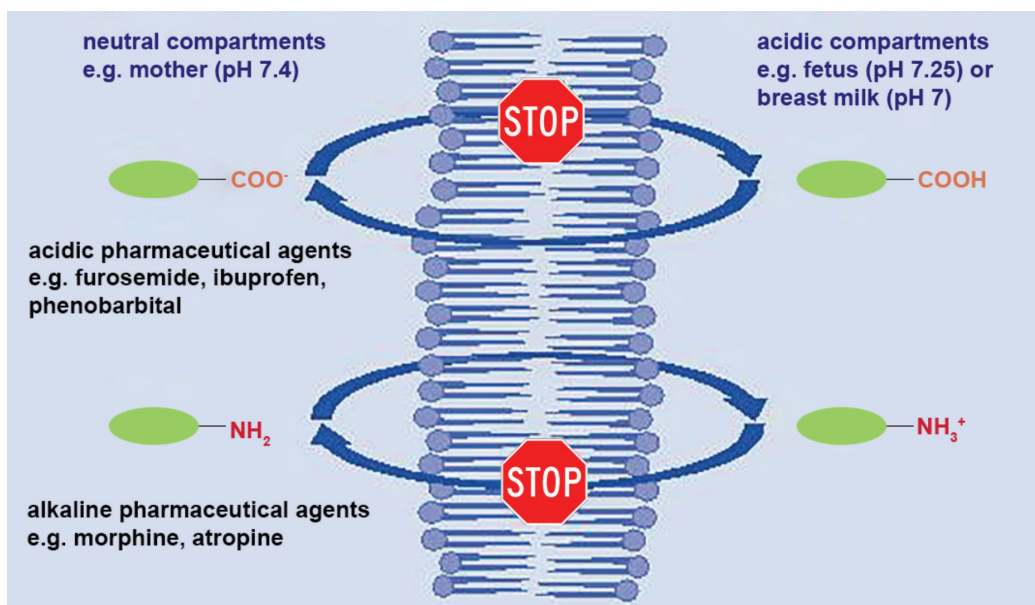 neutral compartments
e.g. mother (pH 7.4)
acidic compartments
e.g. fetus (pH 7.25) or
breast milk (pH 7)
STOP
COO⁻
COOH
acidic pharmaceutical agents
e.g. furosemide, ibuprofen,
phenobarbital
NH₂
NH₃⁺
STOP
alkaline pharmaceutical agents
e.g. morphine, atropine